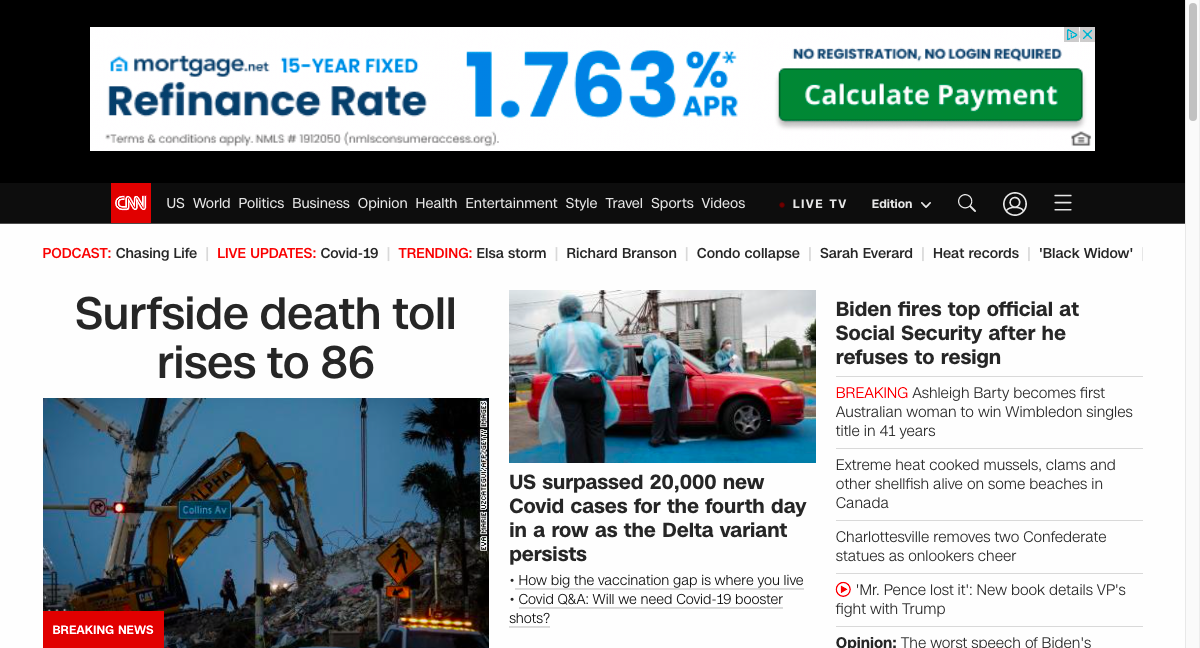 mortgage.net 15-YEAR FIXED
Refinance Rate
1.763%* APR
*Terms & conditions apply. NMLS # 1912050 (nmlsconsumeraccess.org).
NO REGISTRATION, NO LOGIN REQUIRED
Calculate Payment
CNN US World Politics Business Opinion Health Entertainment Style Travel Sports Videos LIVE TV Edition
PODCAST: Chasing Life | LIVE UPDATES: Covid-19 | TRENDING: Elsa storm | Richard Branson | Condo collapse | Sarah Everard | Heat records | 'Black Widow' |
Surfside death toll
rises to 86
EVA MARIE UZCATEGUI/AFP/GETTY IMAGES
ALPHA
Collins Av
CAT
BREAKING NEWS
US surpassed 20,000 new
Covid cases for the fourth day
in a row as the Delta variant
persists
• How big the vaccination gap is where you live
• Covid Q&A: Will we need Covid-19 booster
shots?
Biden fires top official at
Social Security after he
refuses to resign
BREAKING Ashleigh Barty becomes first
Australian woman to win Wimbledon singles
title in 41 years
Extreme heat cooked mussels, clams and
other shellfish alive on some beaches in
Canada
Charlottesville removes two Confederate
statues as onlookers cheer
'Mr. Pence lost it': New book details VP's
fight with Trump
Opinion: The worst speech of Biden's